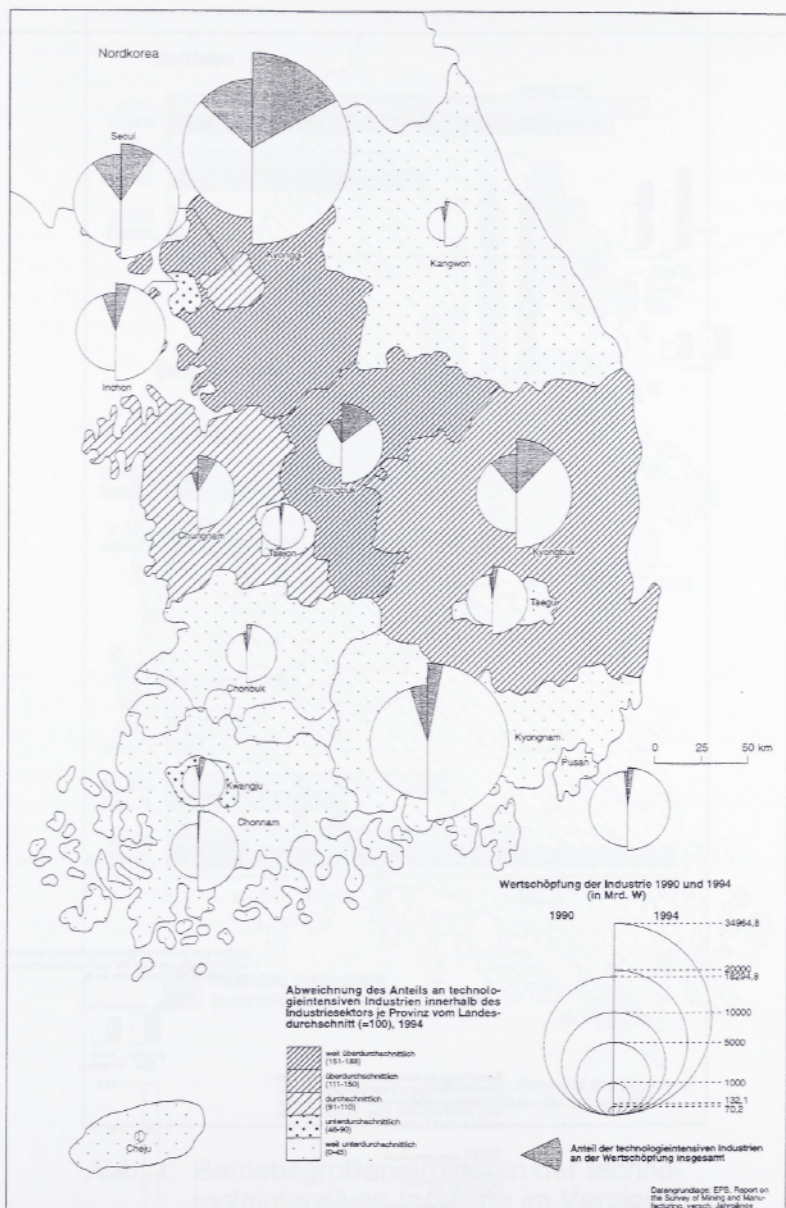 Nordkorea
Seoul
Kyonggi
Kangwon
Inchon
Chungbuk
Chungnam
Taejon
Kyongbuk
Taegu
Chonbuk
Kyongnam
Pusan
0 25 50 km
Kwangju
Chonnam
Cheju
Wertschöpfung der Industrie 1990 und 1994
(in Mrd. W)
1990 1994
34964,8
20000
18294,8
10000
5000
1000
132,1
70,2
Abweichnung des Anteils an technolo-
gieintensiven Industrien innerhalb des
Industriesektors je Provinz vom Landes-
durchschnitt (=100), 1994
weit überdurchschnittlich
(151-188)
überdurchschnittlich
(111-150)
durchschnittlich
(91-110)
unterdurchschnittlich
(46-90)
weit unterdurchschnittlich
(0-45)
Anteil der technologieintensiven Industrien
an der Wertschöpfung insgesamt
Datengrundlage: EPB, Report on
the Survey of Mining and Manu-
facturing, versch. Jahrgänge